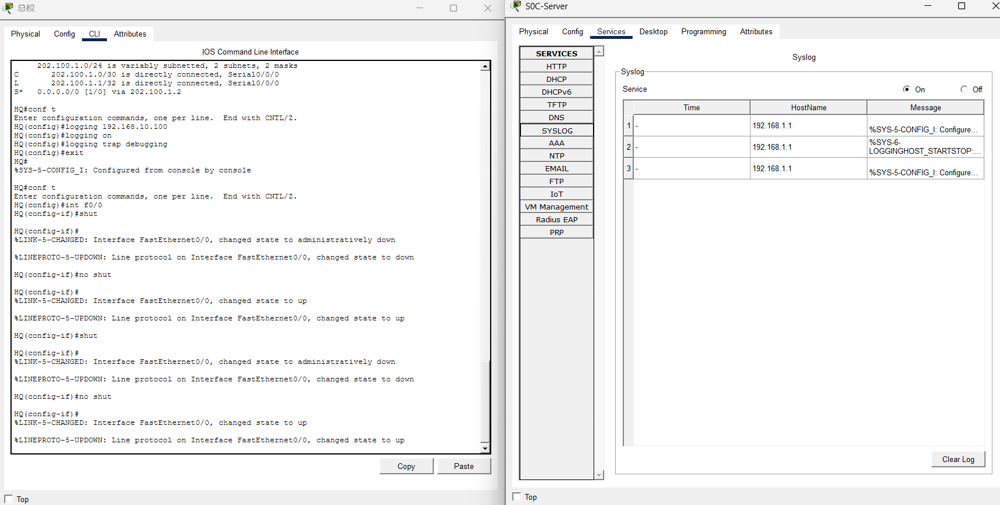 总校
Physical Config CLI Attributes
IOS Command Line Interface
202.100.1.0/24 is variably subnetted, 2 subnets, 2 masks
C 202.100.1.0/30 is directly connected, Serial0/0/0
L 202.100.1.1/32 is directly connected, Serial0/0/0
S* 0.0.0.0/0 [1/0] via 202.100.1.2
HQ#conf t
Enter configuration commands, one per line. End with CNTL/Z.
HQ(config)#logging 192.168.10.100
HQ(config)#logging on
HQ(config)#logging trap debugging
HQ(config)#exit
HQ#
%SYS-5-CONFIG_I: Configured from console by console
HQ#conf t
Enter configuration commands, one per line. End with CNTL/Z.
HQ(config)#int f0/0
HQ(config-if)#shut
HQ(config-if)#
%LINK-5-CHANGED: Interface FastEthernet0/0, changed state to administratively down
%LINEPROTO-5-UPDOWN: Line protocol on Interface FastEthernet0/0, changed state to down
HQ(config-if)#no shut
HQ(config-if)#
%LINK-5-CHANGED: Interface FastEthernet0/0, changed state to up
%LINEPROTO-5-UPDOWN: Line protocol on Interface FastEthernet0/0, changed state to up
HQ(config-if)#shut
HQ(config-if)#
%LINK-5-CHANGED: Interface FastEthernet0/0, changed state to administratively down
%LINEPROTO-5-UPDOWN: Line protocol on Interface FastEthernet0/0, changed state to down
HQ(config-if)#no shut
HQ(config-if)#
%LINK-5-CHANGED: Interface FastEthernet0/0, changed state to up
%LINEPROTO-5-UPDOWN: Line protocol on Interface FastEthernet0/0, changed state to up
Copy Paste
Top
S0C-Server
Physical Config Services Desktop Programming Attributes
SERVICES
HTTP
DHCP
DHCPv6
TFTP
DNS
SYSLOG
AAA
NTP
EMAIL
FTP
IoT
VM Management
Radius EAP
PRP
Syslog
Syslog
Service On Off
Time HostName Message
1 - 192.168.1.1 %SYS-5-CONFIG_I: Configure...
2 - 192.168.1.1 %SYS-6-
LOGGINGHOST_STARTSTOP:...
3 - 192.168.1.1 %SYS-5-CONFIG_I: Configure...
Clear Log
Top